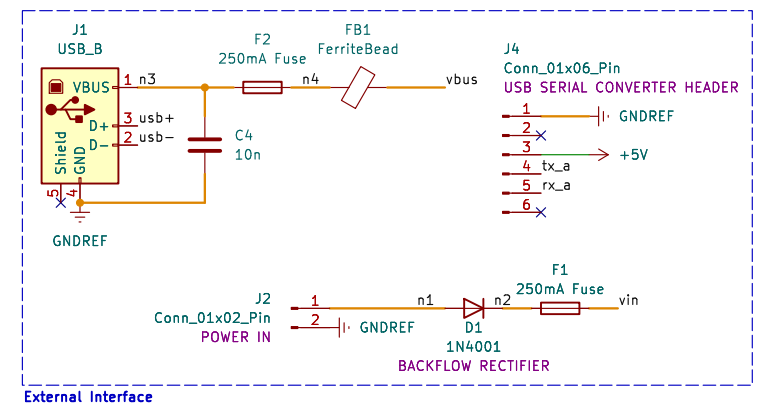 J1
USB_B
VBUS
1
n3
D+
3
usb+
D-
2
usb-
Shield
GND
5
4
GNDREF
C4
10n
F2
250mA Fuse
n4
FB1
FerriteBead
vbus
J4
Conn_01x06_Pin
USB SERIAL CONVERTER HEADER
1
GNDREF
2
3
+5V
4
tx_a
5
rx_a
6
J2
Conn_01x02_Pin
POWER IN
1
2
GNDREF
n1
D1
1N4001
BACKFLOW RECTIFIER
n2
F1
250mA Fuse
vin
External Interface